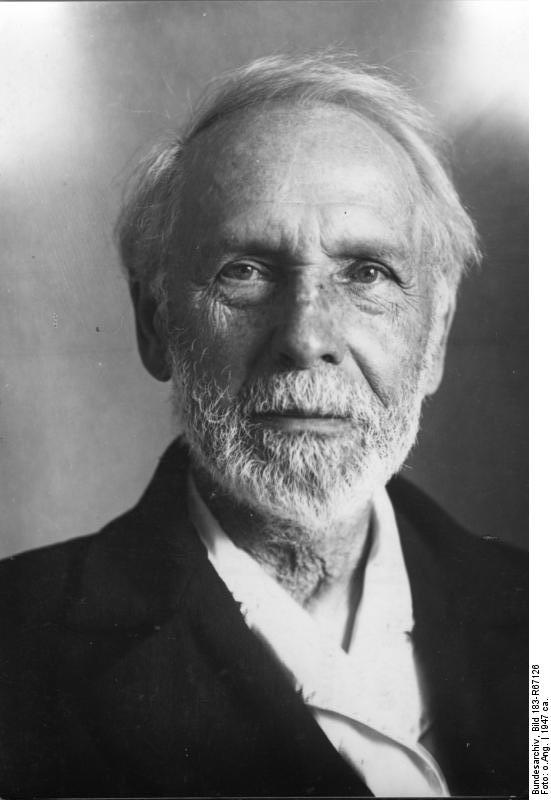 Bundesarchiv, Bild 183-R67126
Foto: o.Ang. | 1947 ca.